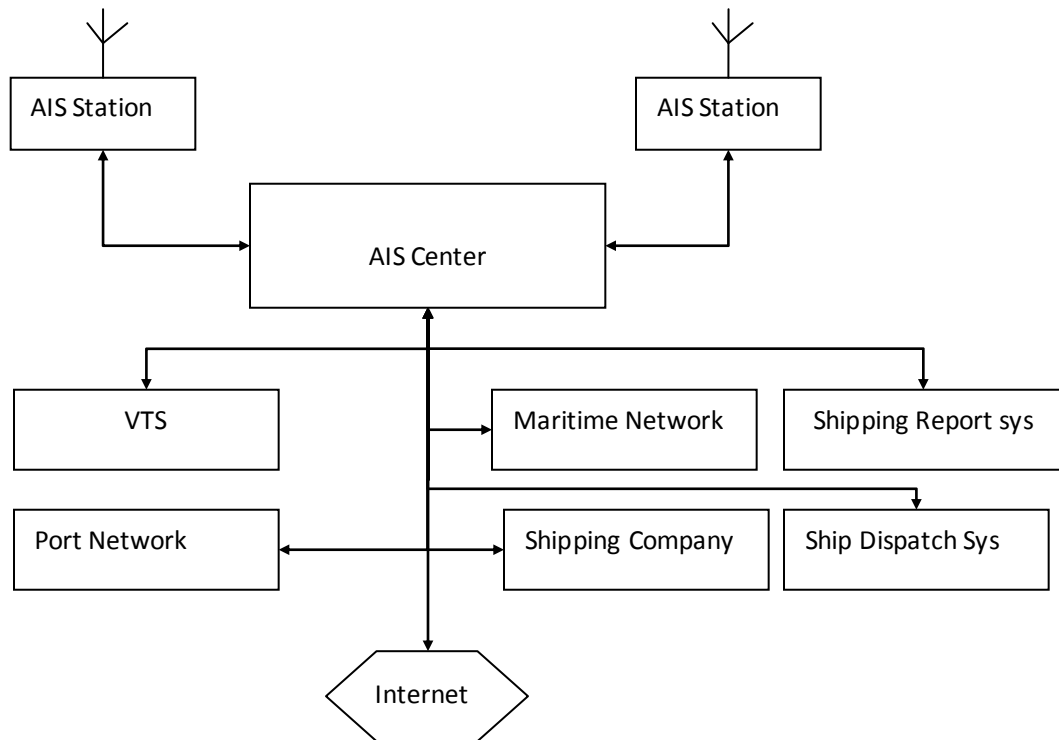 AIS Station
AIS Station
AIS Center
VTS
Maritime Network
Shipping Report sys
Port Network
Shipping Company
Ship Dispatch Sys
Internet